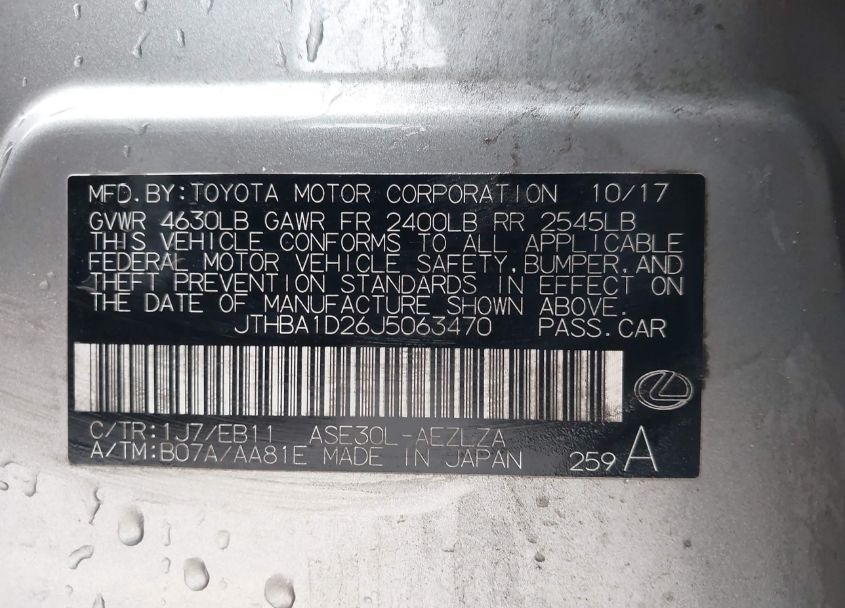 MFD.BY:TOYOTA MOTOR CORPORATION 10/17
GVWR 4630LB GAWR FR 2400LB RR 2545LB
THIS VEHICLE CONFORMS TO ALL APPLICABLE
FEDERAL MOTOR VEHICLE SAFETY,BUMPER,AND
THEFT PREVENTION STANDARDS IN EFFECT ON
THE DATE OF MANUFACTURE SHOWN ABOVE.
JTHBA1D26J5063470 PASS.CAR
C/TR:1J7/EB11 ASE30L-AEZLZA
A/TM:B07A/AA81E MADE IN JAPAN 259 A